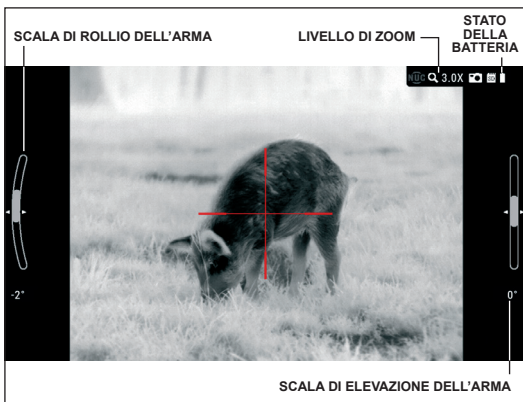 SCALA DI ROLLIO DELL'ARMA
LIVELLO DI ZOOM
STATO
DELLA
BATTERIA
NUC 3.0X
-2°
0°
SCALA DI ELEVAZIONE DELL'ARMA